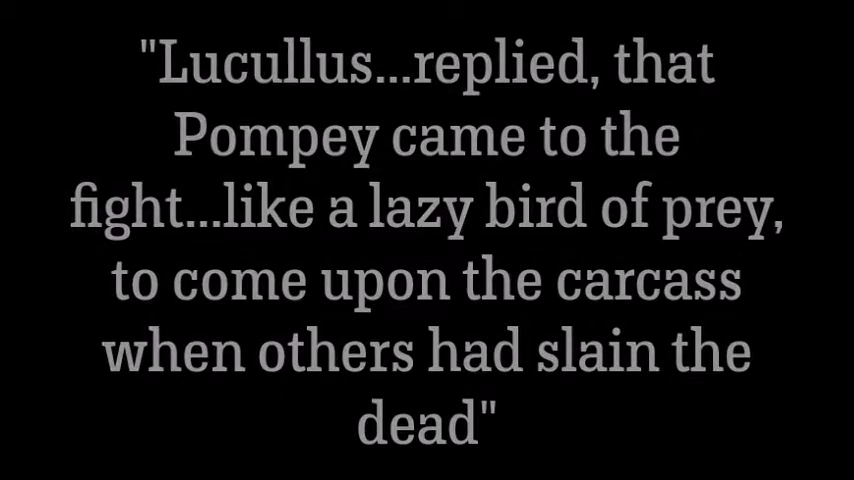 "Lucullus...replied, that
Pompey came to the
fight...like a lazy bird of prey,
to come upon the carcass
when others had slain the
dead"